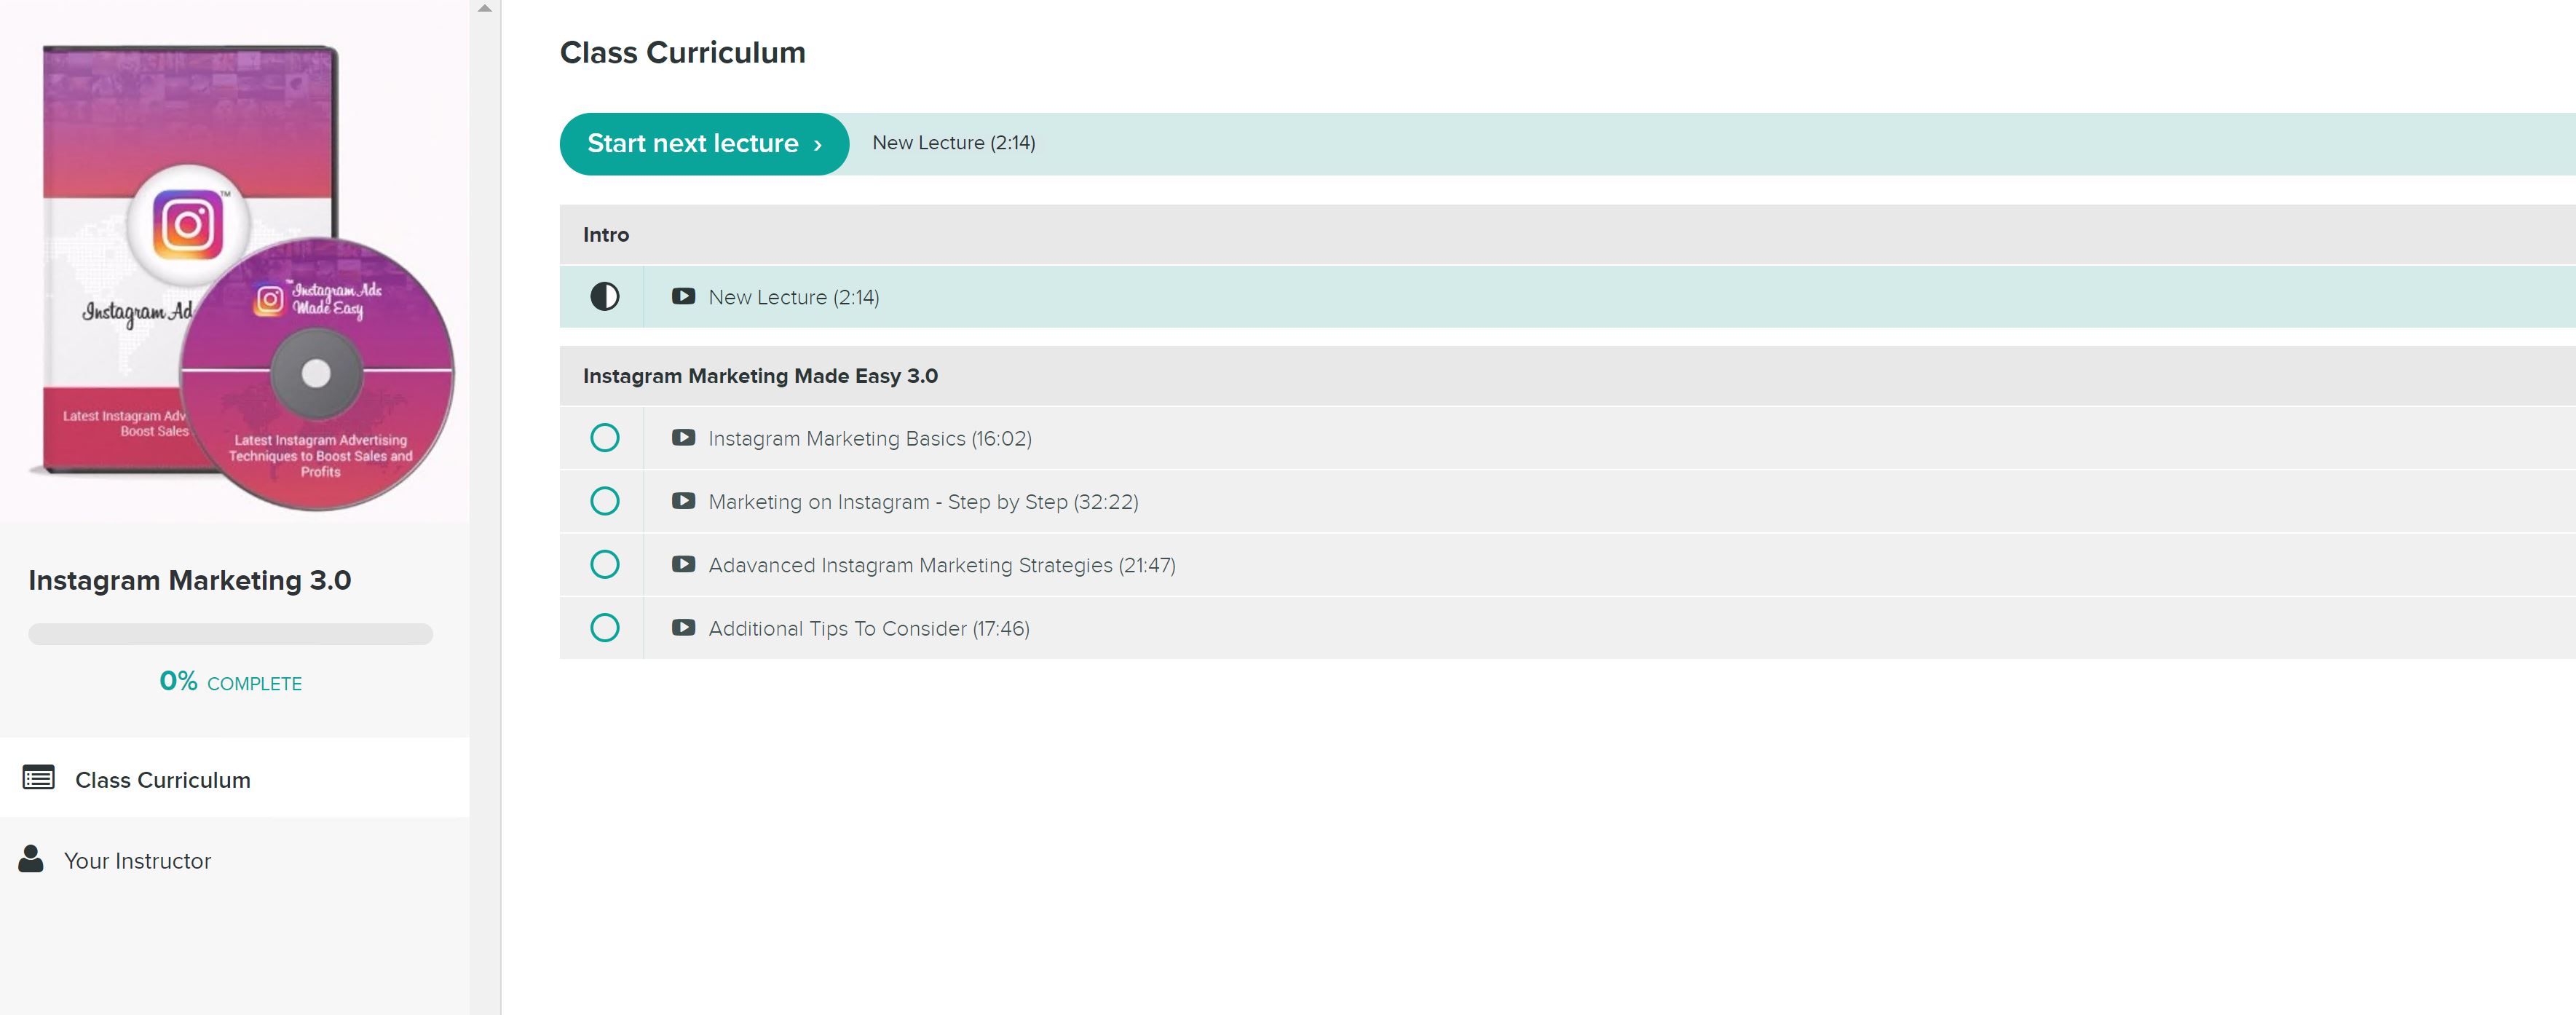 Instagram Ad
Latest Instagram Adv
Boost Sales
TM
Instagram Ads
Made Easy
Latest Instagram Advertising
Techniques to Boost Sales and
Profits
Instagram Marketing 3.0
0% COMPLETE
Class Curriculum
Your Instructor
Class Curriculum
Start next lecture › New Lecture (2:14)
Intro
New Lecture (2:14)
Instagram Marketing Made Easy 3.0
Instagram Marketing Basics (16:02)
Marketing on Instagram - Step by Step (32:22)
Adavanced Instagram Marketing Strategies (21:47)
Additional Tips To Consider (17:46)